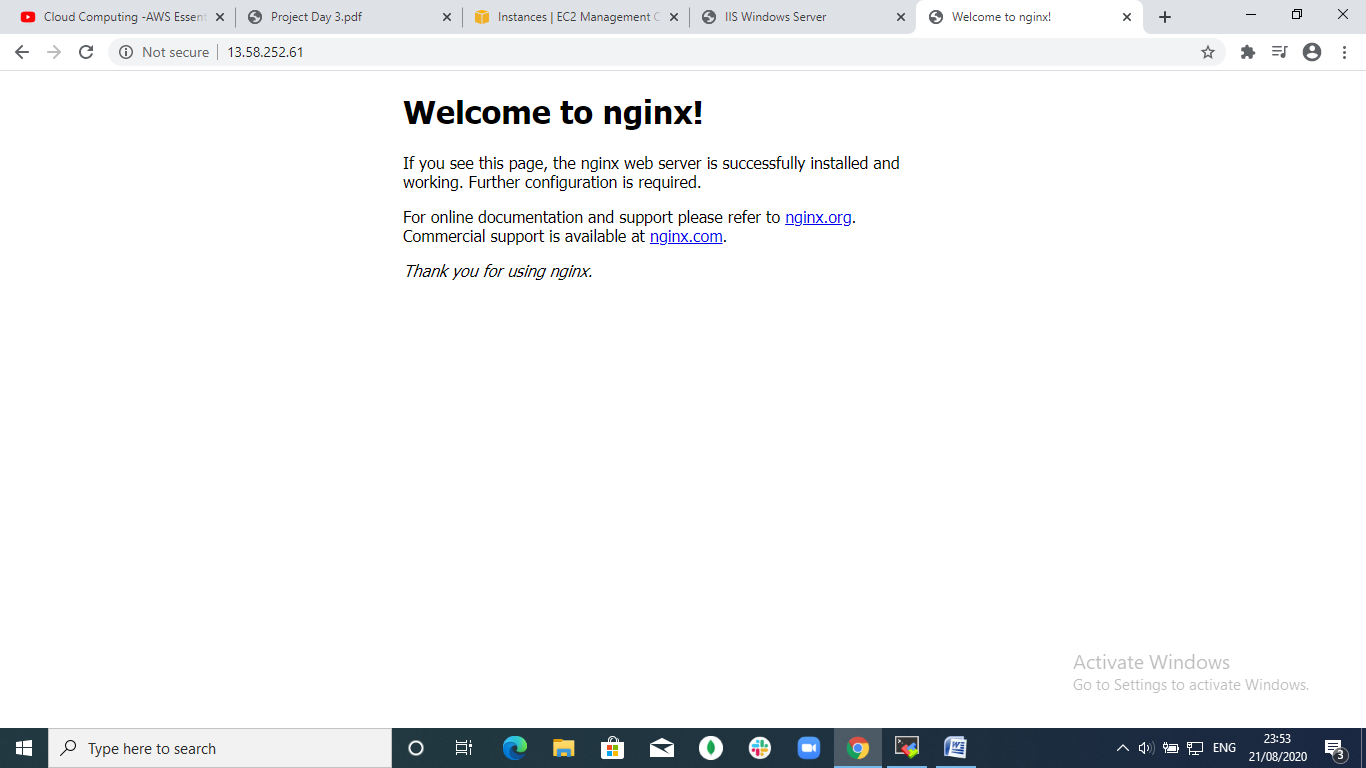 Cloud Computing -AWS Essent
Project Day 3.pdf
Instances | EC2 Management C
IIS Windows Server
Welcome to nginx!
Not secure
13.58.252.61
Welcome to nginx!
If you see this page, the nginx web server is successfully installed and
working. Further configuration is required.
For online documentation and support please refer to nginx.org.
Commercial support is available at nginx.com.
Thank you for using nginx.
Activate Windows
Go to Settings to activate Windows.
Type here to search
ENG
23:53
21/08/2020
3